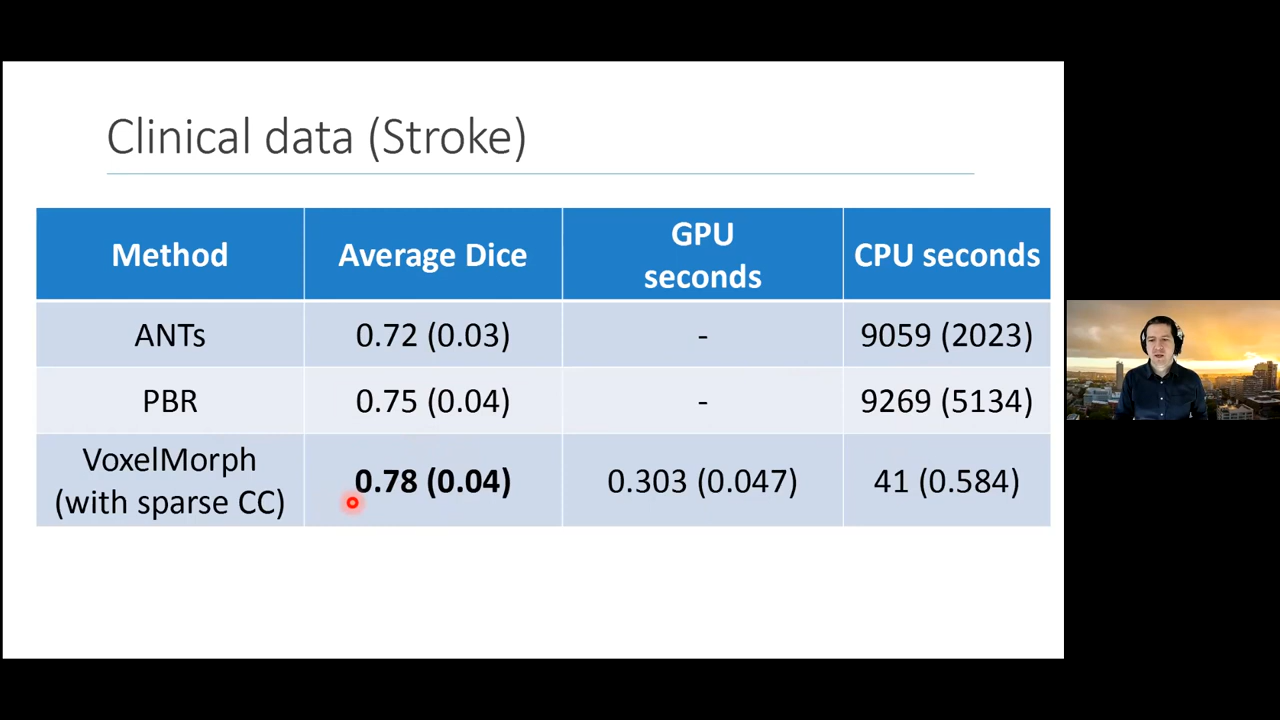 Clinical data (Stroke)
Method
Average Dice
GPU
seconds
CPU seconds
ANTs
0.72 (0.03)
-
9059 (2023)
PBR
0.75 (0.04)
-
9269 (5134)
VoxelMorph
(with sparse CC)
0.78 (0.04)
0.303 (0.047)
41 (0.584)